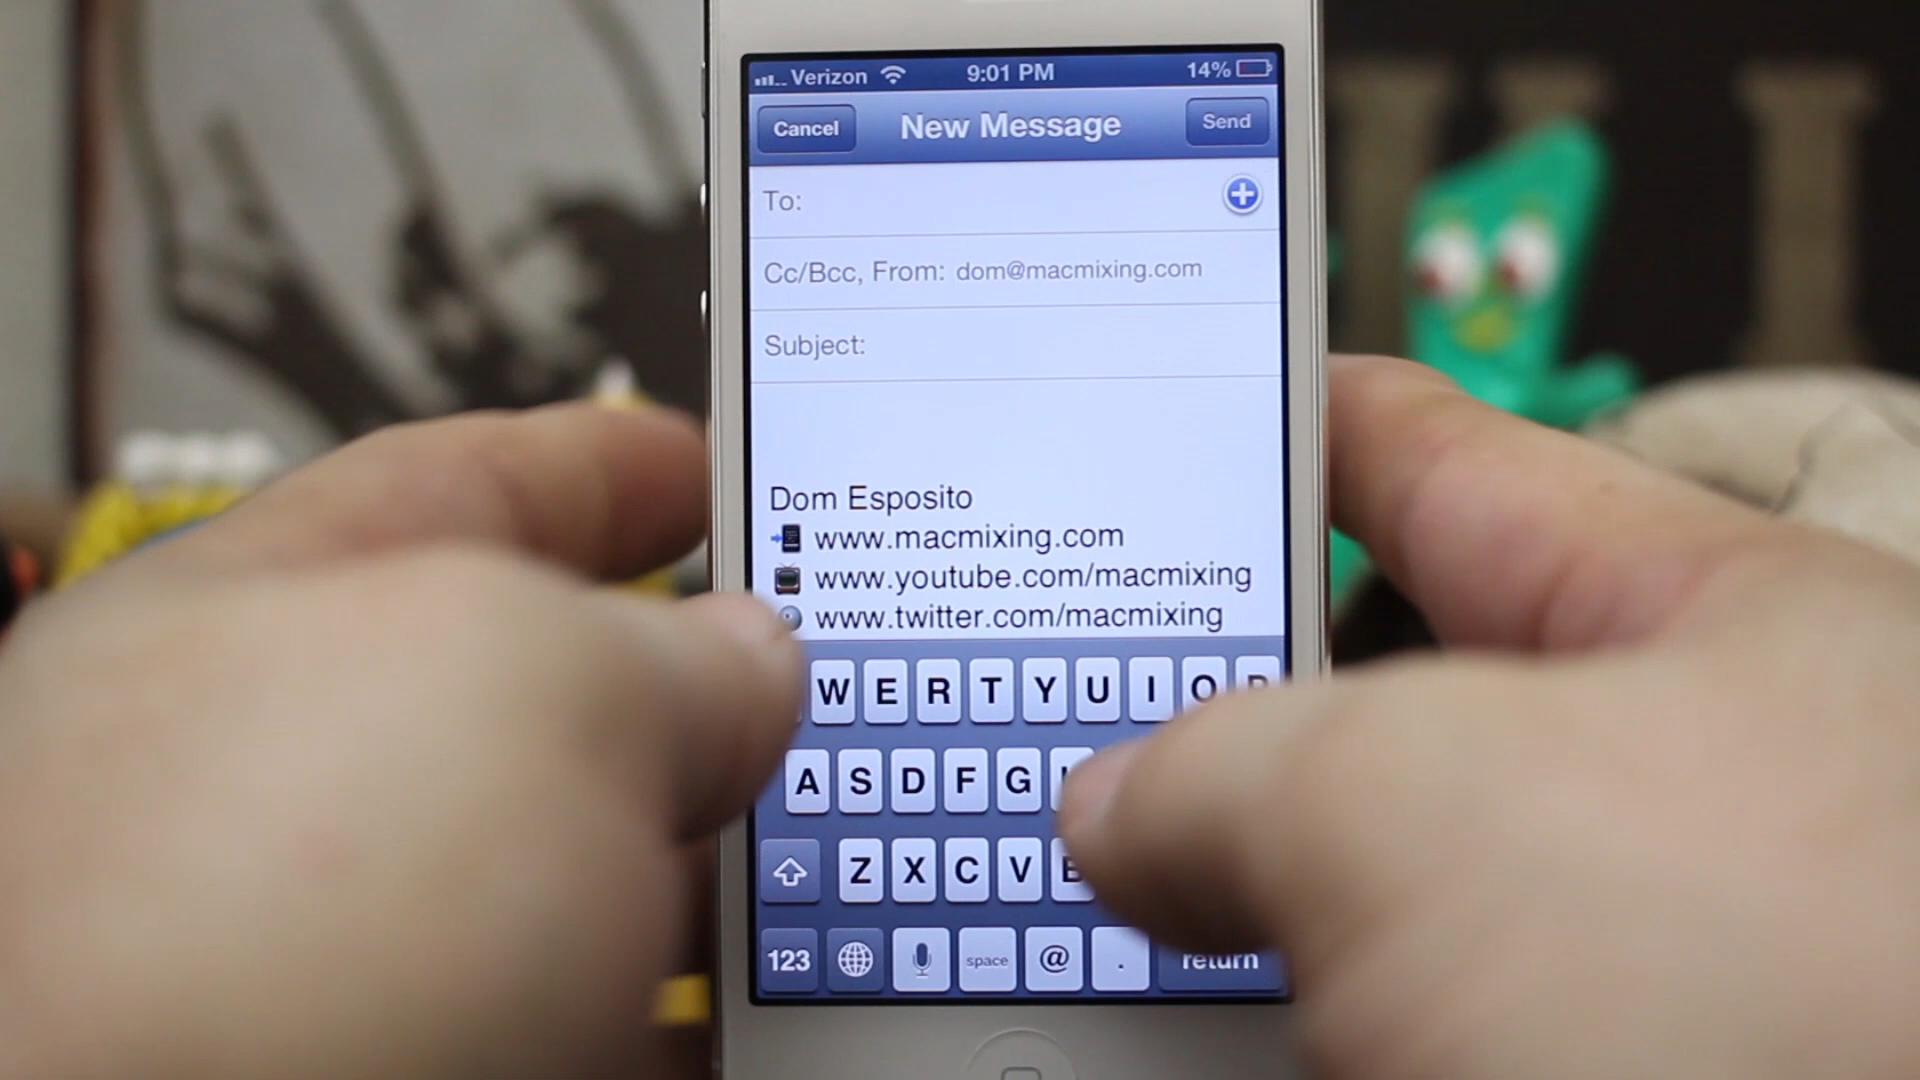 Verizon 9:01 PM 14%
Cancel New Message Send
To:
Cc/Bcc, From: dom@macmixing.com
Subject:
Dom Esposito
www.macmixing.com
www.youtube.com/macmixing
www.twitter.com/macmixing
W E R T Y U I O P
A S D F G
Z X C V B
123 space @ . return